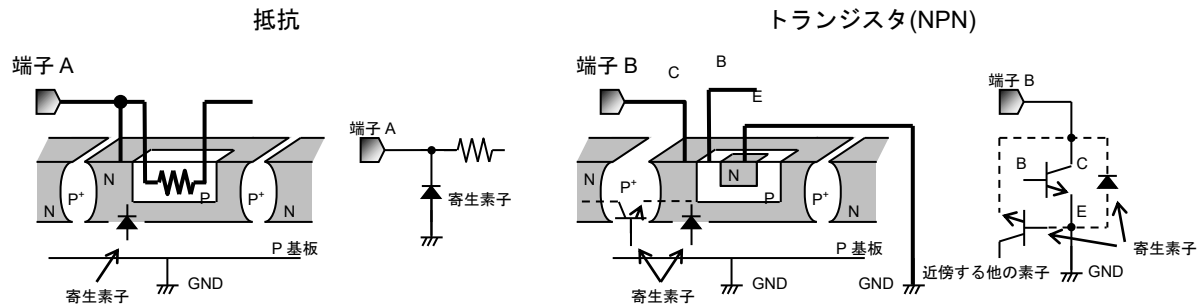 抵抗
端子 A
N
P
N
P+
P+
N
P 基板
GND
寄生素子
端子 A
寄生素子
トランジスタ(NPN)
端子 B
C
B
E
N
P+
N
P
P+
N
N
P 基板
GND
GND
寄生素子
端子 B
B
C
E
寄生素子
近傍する他の素子
GND